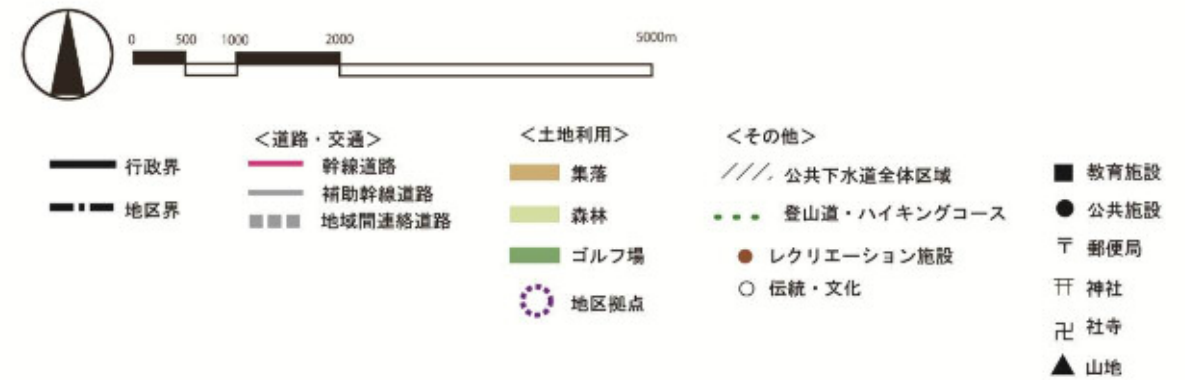 0 500 1000 2000 5000m
<道路・交通>
<土地利用>
<その他>
行政界
地区界
幹線道路
補助幹線道路
地域間連絡道路
集落
森林
ゴルフ場
地区拠点
公共下水道全体区域
登山道・ハイキングコース
レクリエーション施設
伝統・文化
教育施設
公共施設
〒 郵便局
神社
卍 社寺
山地